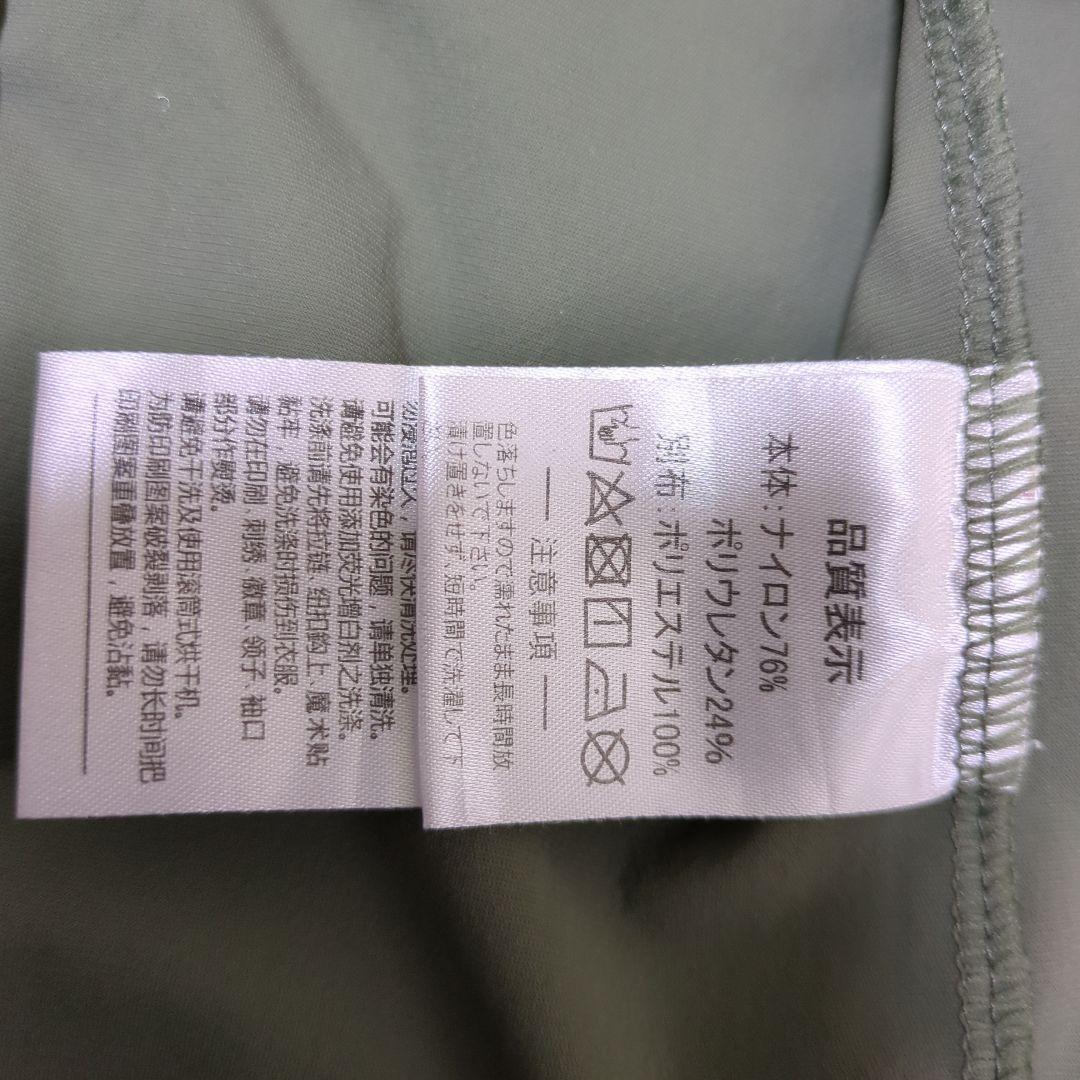 品質表示
本体:ナイロン76%
ポリウレタン24%
別布:ポリエステル100%
― 注意事項 ―
色落ちしますので濡れたまま長時間放
置しないで下さい。
漬け置きをせず、短時間で洗濯して下
可能会有染色的问题,请单独清洗。
请避免使用添加荧光增白剂之洗涤。
洗涤前请先将拉链、纽扣鈎上、魔术贴
黏牢,避免洗涤时损伤到衣服。
请勿在印刷 刺绣 徽章 领子 袖口
部分作熨烫。
请避免干洗及使用滚筒式烘干机。
为防印刷图案破裂剥落,请勿长时间把
印刷图案重叠放置,避免沾黏。